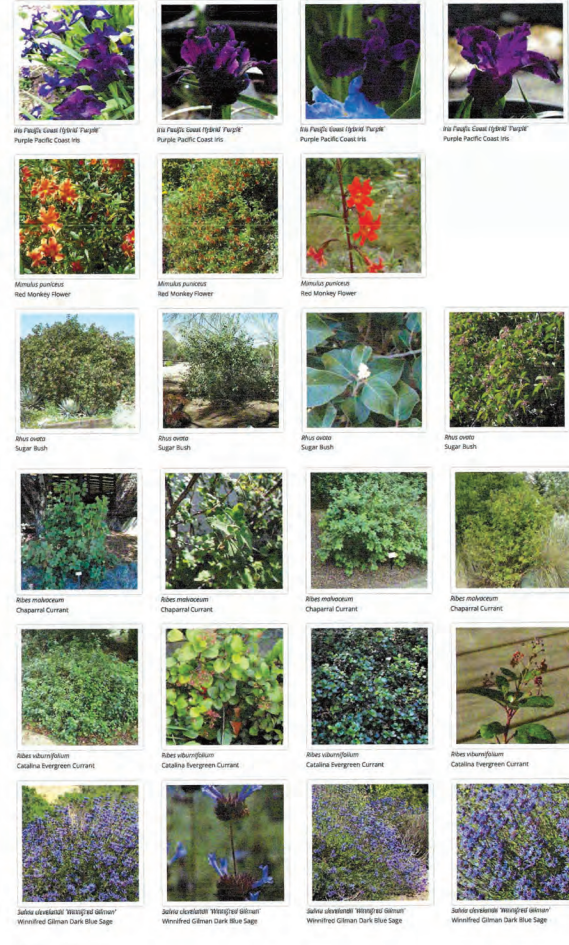 Iris Pacific Coast Hybrid 'Purple'
Purple Pacific Coast Iris
Iris Pacific Coast Hybrid 'Purple'
Purple Pacific Coast Iris
Iris Pacific Coast Hybrid 'Purple'
Purple Pacific Coast Iris
Iris Pacific Coast Hybrid 'Purple'
Purple Pacific Coast Iris
Mimulus puniceus
Red Monkey Flower
Mimulus puniceus
Red Monkey Flower
Mimulus puniceus
Red Monkey Flower
Rhus ovata
Sugar Bush
Rhus ovata
Sugar Bush
Rhus ovata
Sugar Bush
Rhus ovata
Sugar Bush
Ribes malvaceum
Chaparral Currant
Ribes malvaceum
Chaparral Currant
Ribes malvaceum
Chaparral Currant
Ribes malvaceum
Chaparral Currant
Ribes viburnifolium
Catalina Evergreen Currant
Ribes viburnifolium
Catalina Evergreen Currant
Ribes viburnifolium
Catalina Evergreen Currant
Ribes viburnifolium
Catalina Evergreen Currant
Salvia clevelandii 'Winnifred Gilman'
Winnifred Gilman Dark Blue Sage
Salvia clevelandii 'Winnifred Gilman'
Winnifred Gilman Dark Blue Sage
Salvia clevelandii 'Winnifred Gilman'
Winnifred Gilman Dark Blue Sage
Salvia clevelandii 'Winnifred Gilman'
Winnifred Gilman Dark Blue Sage